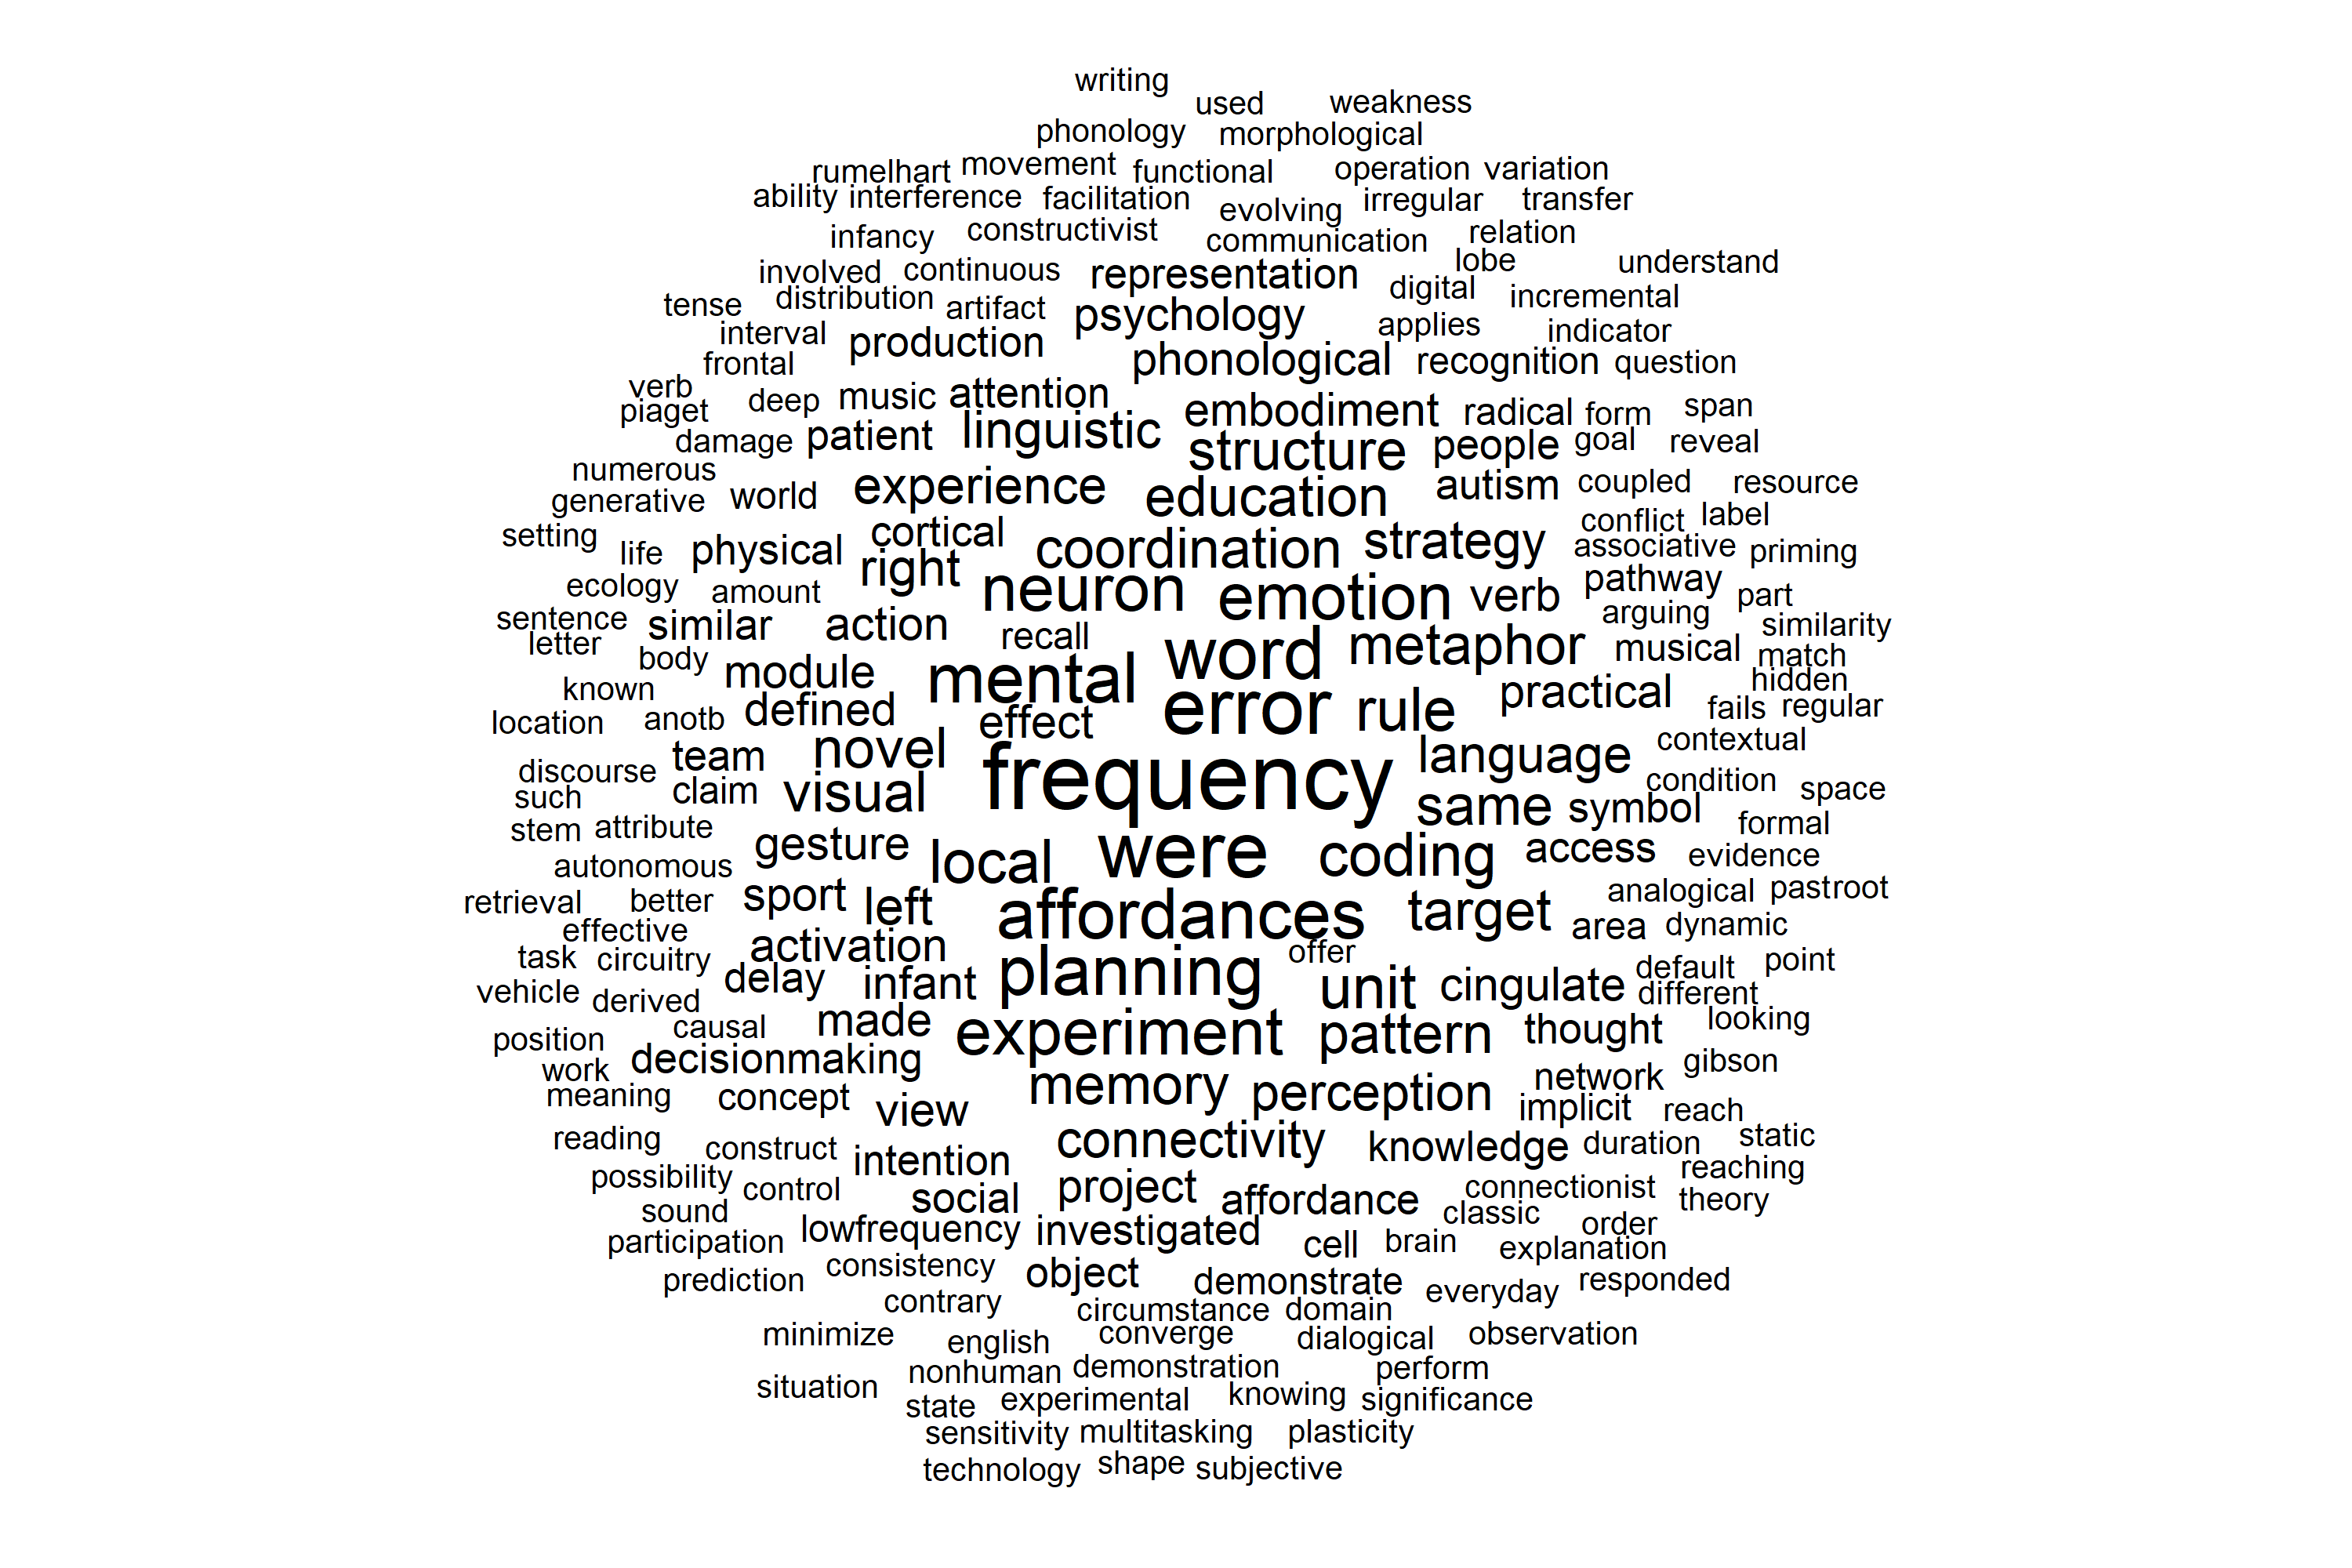 writing
used weakness
phonology morphological
rumelhart movement functional operation variation
ability interference facilitation evolving irregular transfer
infancy constructivist communication relation
involved continuous representation lobe understand
tense distribution artifact psychology digital incremental
interval production applies indicator
frontal phonological recognition question
verb deep music attention embodiment radical form span
piaget
damage patient linguistic structure people goal reveal
numerous
generative world experience education autism coupled resource
setting cortical coordination strategy conflict label
life physical right associative priming
ecology amount neuron emotion verb pathway part
sentence similar action recall arguing similarity
letter body module mental word metaphor musical match
known hidden
location anotb defined effect error rule practical fails regular
discourse team novel language contextual
such claim visual frequency same symbol condition space
stem attribute formal
autonomous gesture local were coding access evidence
retrieval better sport left affordances target analogical pastroot
effective activation offer area dynamic
task circuitry delay infant planning unit cingulate default point
vehicle derived different
position causal made experiment pattern thought looking
work decisionmaking gibson
meaning concept view memory perception network
implicit reach
reading construct intention connectivity knowledge duration static
possibility control social project affordance connectionist reaching
sound classic theory
participation lowfrequency investigated cell brain order
explanation
prediction consistency object demonstrate everyday responded
contrary circumstance domain
minimize english converge dialogical observation
situation nonhuman demonstration perform
state experimental knowing significance
sensitivity multitasking plasticity
technology shape subjective